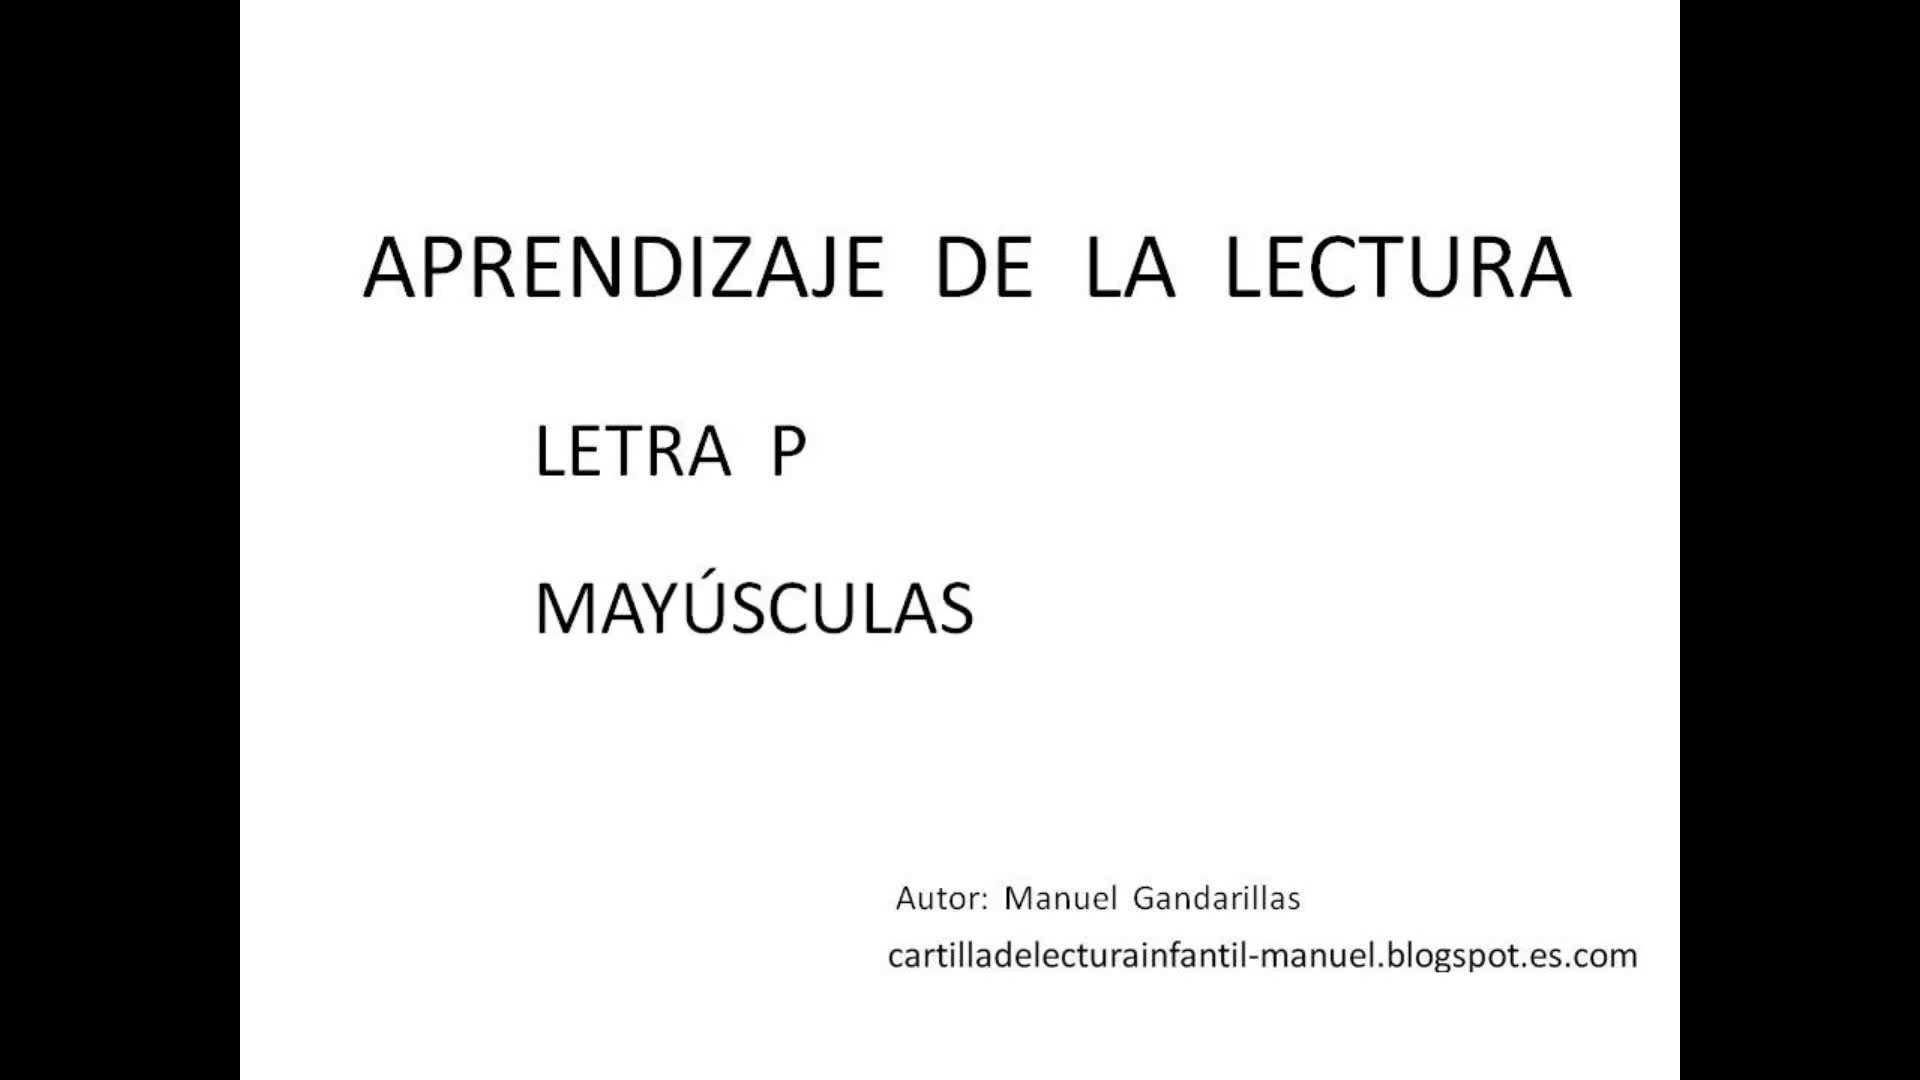 APRENDIZAJE DE LA LECTURA
LETRA P
MAYÚSCULAS
Autor: Manuel Gandarillas
cartilladelecturainfantil-manuel.blogspot.es.com